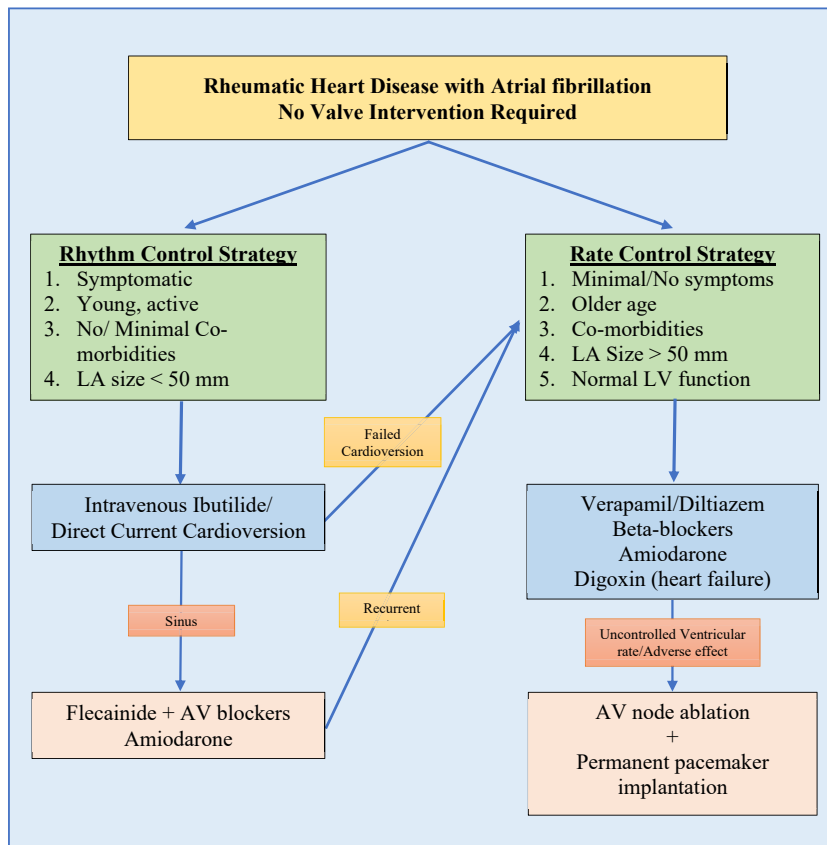 Rheumatic Heart Disease with Atrial fibrillation
No Valve Intervention Required
Rhythm Control Strategy
1. Symptomatic
2. Young, active
3. No/ Minimal Co-
morbidities
4. LA size < 50 mm
Rate Control Strategy
1. Minimal/No symptoms
2. Older age
3. Co-morbidities
4. LA Size > 50 mm
5. Normal LV function
Failed
Cardioversion
Intravenous Ibutilide/
Direct Current Cardioversion
Verapamil/Diltiazem
Beta-blockers
Amiodarone
Digoxin (heart failure)
Sinus
Recurrent
Uncontrolled Ventricular
rate/Adverse effect
Flecainide + AV blockers
Amiodarone
AV node ablation
+
Permanent pacemaker
implantation